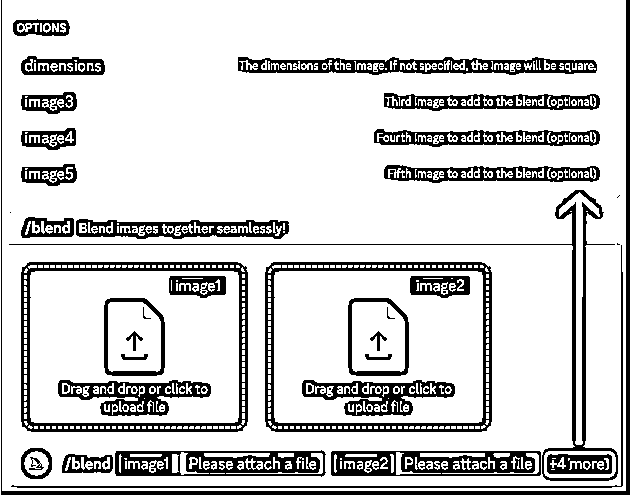 OPTIONS
dimensions The dimensions of the image. If not specified, the image will be square.
image3 Third image to add to the blend (optional)
image4 Fourth image to add to the blend (optional)
image5 Fifth image to add to the blend (optional)
/blend Blend images together seamlessly!
image1
Drag and drop or click to
upload file
image2
Drag and drop or click to
upload file
/blend image1 Please attach a file image2 Please attach a file +4 more